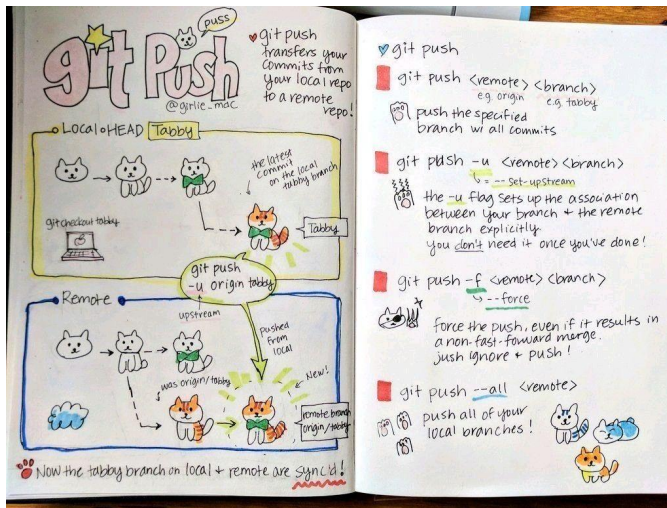 git Push
puss
@girlie_mac
git push
transfers your
commits from
your local repo
to a remote
repo!
Local HEAD Tabby
the latest
commit
on the local
tabby branch
git checkout tabby
Tabby
git push
-u origin tabby
upstream
Remote
pushed
from
local
was origin/tabby
New!
remote branch
origin/tabby
Now the tabby branch on local + remote are sync'd!
git push
git push <remote> <branch>
e.g. origin e.g. tabby
push the specified
branch w/ all commits
git push -u <remote> <branch>
= --set-upstream
the -u flag sets up the association
between your branch + the remote
branch explicitly
you don't need it once you've done!
git push -f <remote> <branch>
--force
force the push, even if it results in
a non-fast-forward merge.
just ignore + push!
git push --all <remote>
push all of your
local branches!